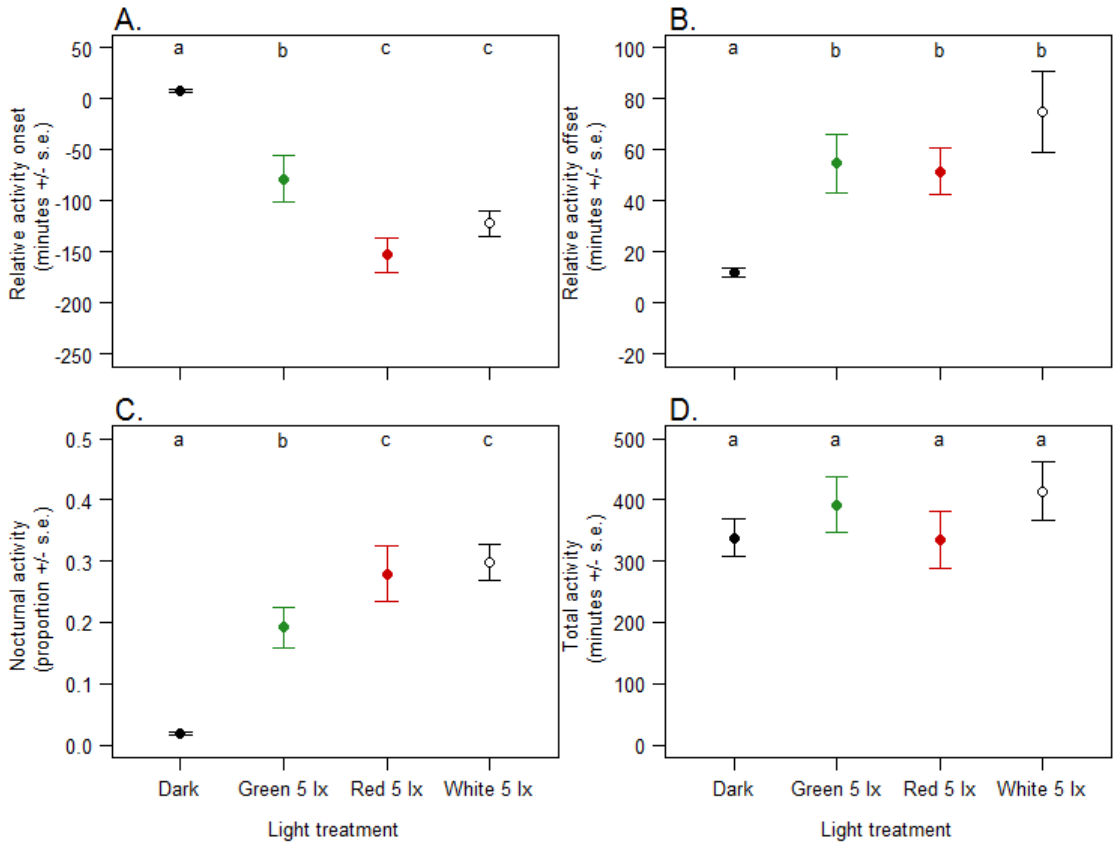 A.
a b c c
50
0
-50
-100
-150
-200
-250
Relative activity onset
(minutes +/- s.e.)
B.
a b b b
100
80
60
40
20
0
-20
Relative activity offset
(minutes +/- s.e.)
C.
a b c c
0.5
0.4
0.3
0.2
0.1
0.0
Nocturnal activity
(proportion +/- s.e.)
Dark Green 5 lx Red 5 lx White 5 lx
Light treatment
D.
a a a a
500
400
300
200
100
0
Total activity
(minutes +/- s.e.)
Dark Green 5 lx Red 5 lx White 5 lx
Light treatment